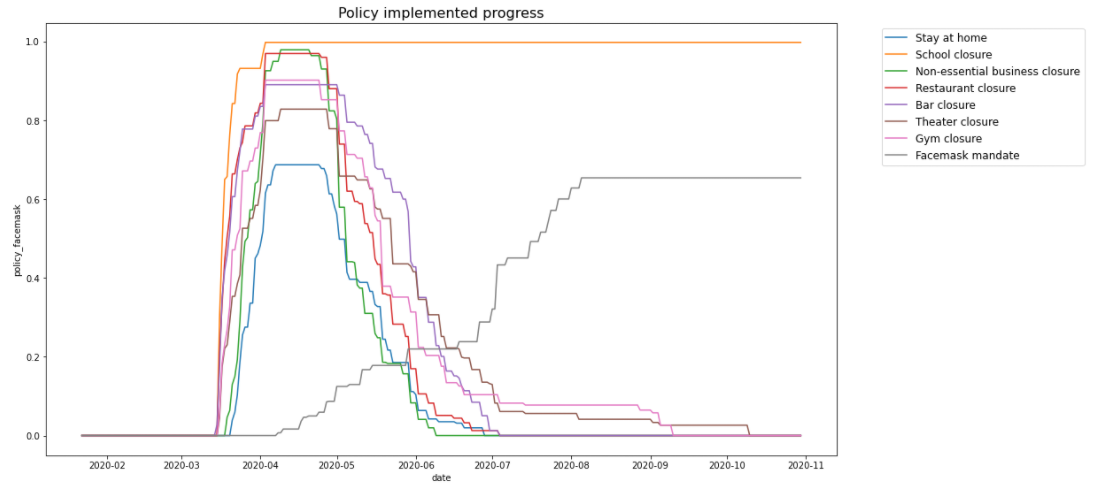 Policy implemented progress
1.0
0.8
0.6
0.4
0.2
0.0
policy_facemask
2020-02 2020-03 2020-04 2020-05 2020-06 2020-07 2020-08 2020-09 2020-10 2020-11
date
Stay at home
School closure
Non-essential business closure
Restaurant closure
Bar closure
Theater closure
Gym closure
Facemask mandate